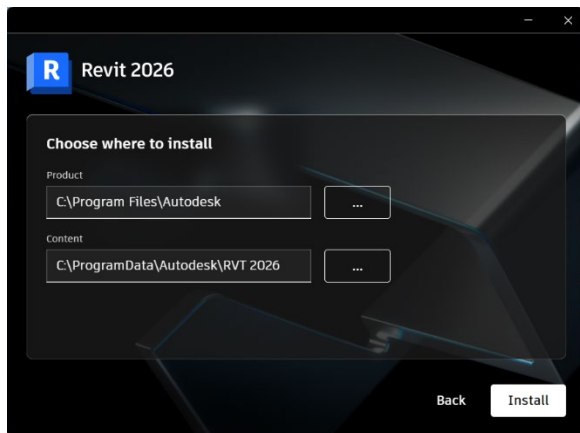 R Revit 2026
Choose where to install
Product
C:\Program Files\Autodesk
...
Content
C:\ProgramData\Autodesk\RVT 2026
...
Back
Install